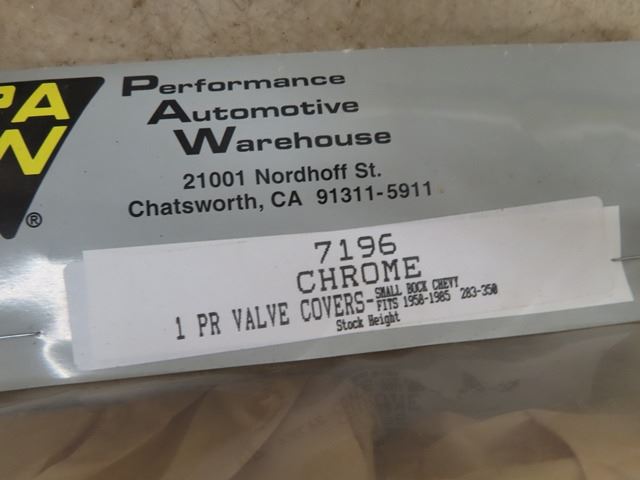 PA
W
®
Performance
Automotive
Warehouse
21001 Nordhoff St.
Chatsworth, CA 91311-5911
7196
CHROME
1 PR VALVE COVERS-SMALL BOCK CHEVY
FITS 1958-1985 283-350
Stock Height